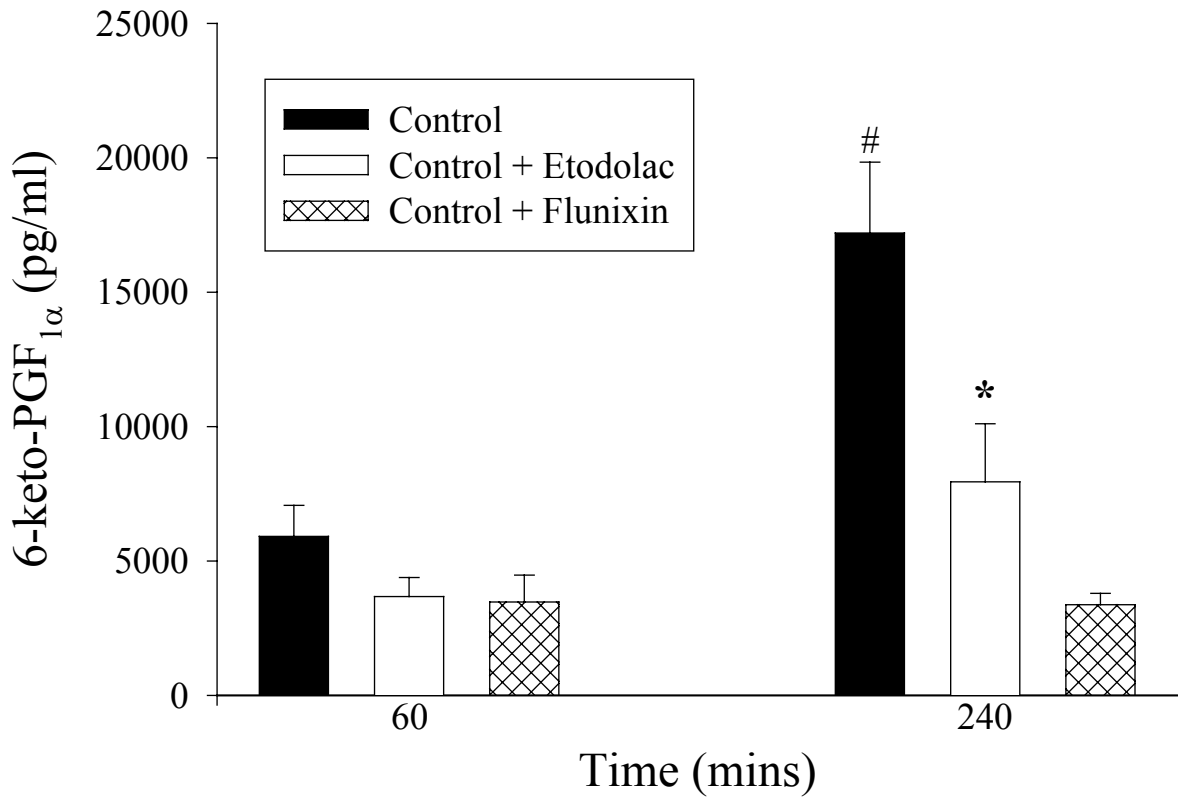 6-keto-PGF1α (pg/ml)
25000
20000
15000
10000
5000
0
Control
Control + Etodolac
Control + Flunixin
#
*
60
240
Time (mins)